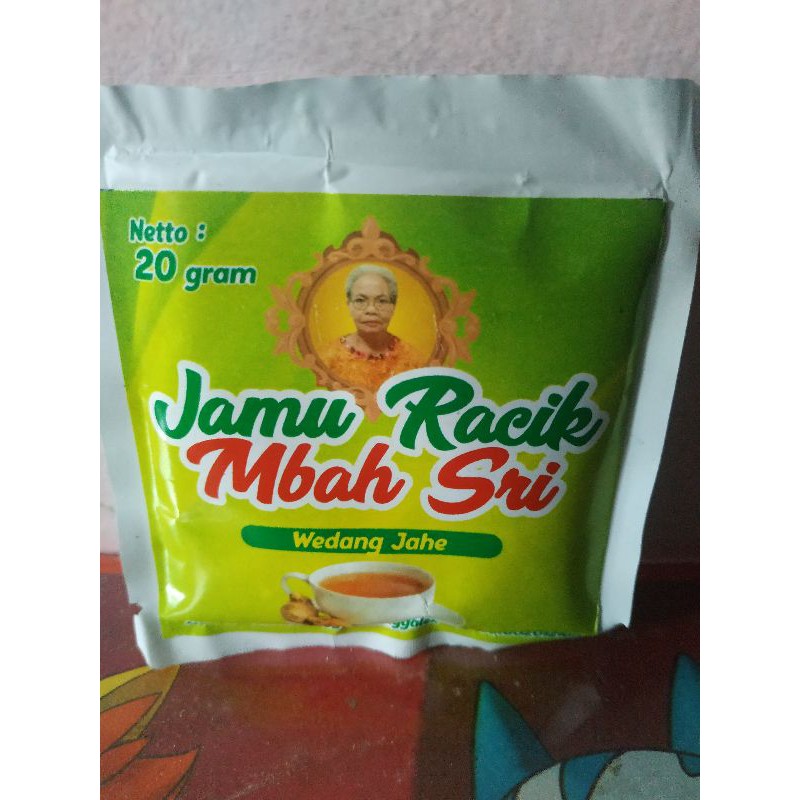 Netto :
20 gram
Jamu Racik
Mbah Sri
Wedang Jahe